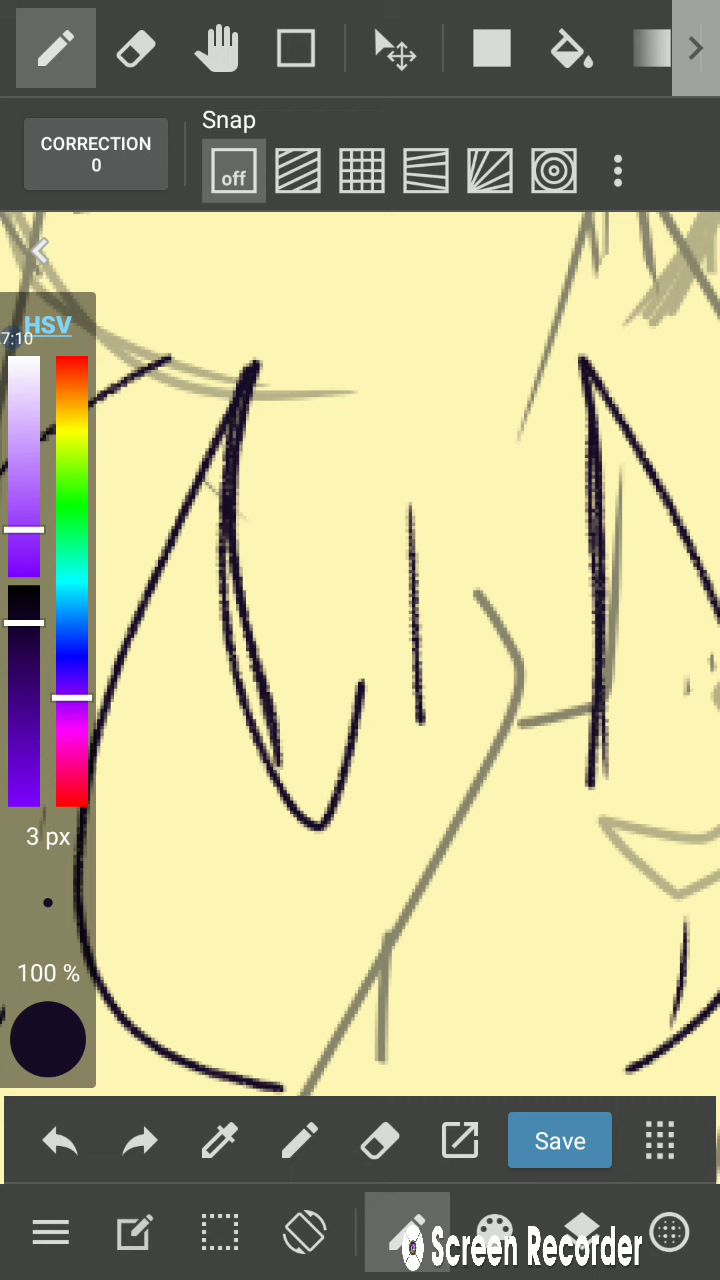 Snap
CORRECTION
0
off
HSV
7:10
3 px
100 %
Save
Screen Recorder